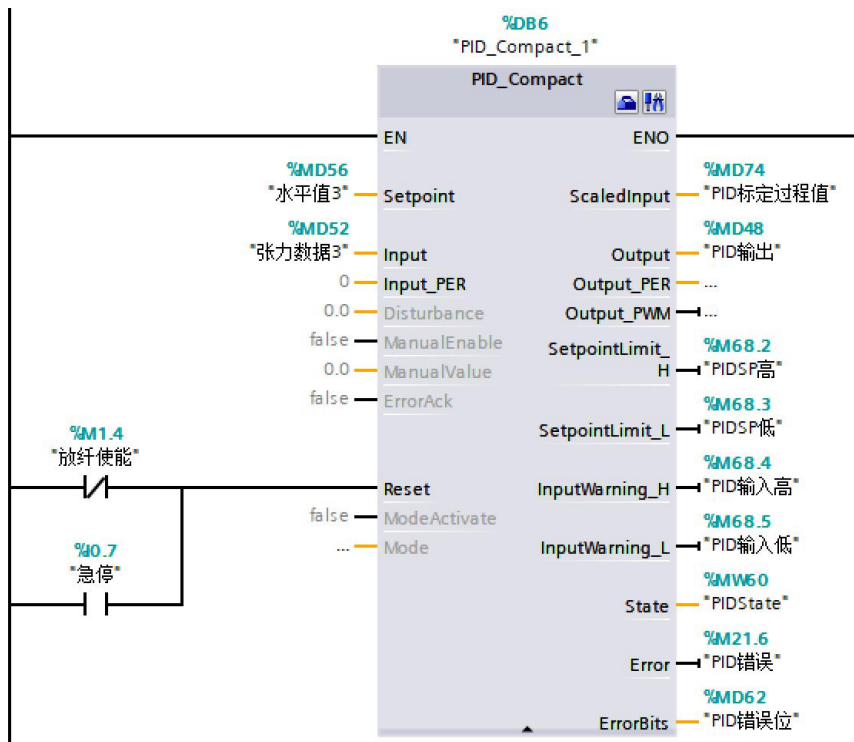 %DB6
"PID_Compact_1"
PID_Compact
EN ENO
%MD56 %MD74
"水平值3" Setpoint ScaledInput "PID标定过程值"
%MD52 %MD48
"张力数据3" Input Output "PID输出"
0 Input_PER Output_PER ...
0.0 Disturbance Output_PWM ...
false ManualEnable SetpointLimit_ %M68.2
0.0 ManualValue H "PIDSP高"
false ErrorAck %M68.3
SetpointLimit_L "PIDSP低"
%M1.4 %M68.4
"放纤使能"
Reset InputWarning_H "PID输入高"
false ModeActivate %M68.5
... Mode InputWarning_L "PID输入低"
%I0.7 %MW60
"急停" State "PIDState"
%M21.6
Error "PID错误"
%MD62
ErrorBits "PID错误位"